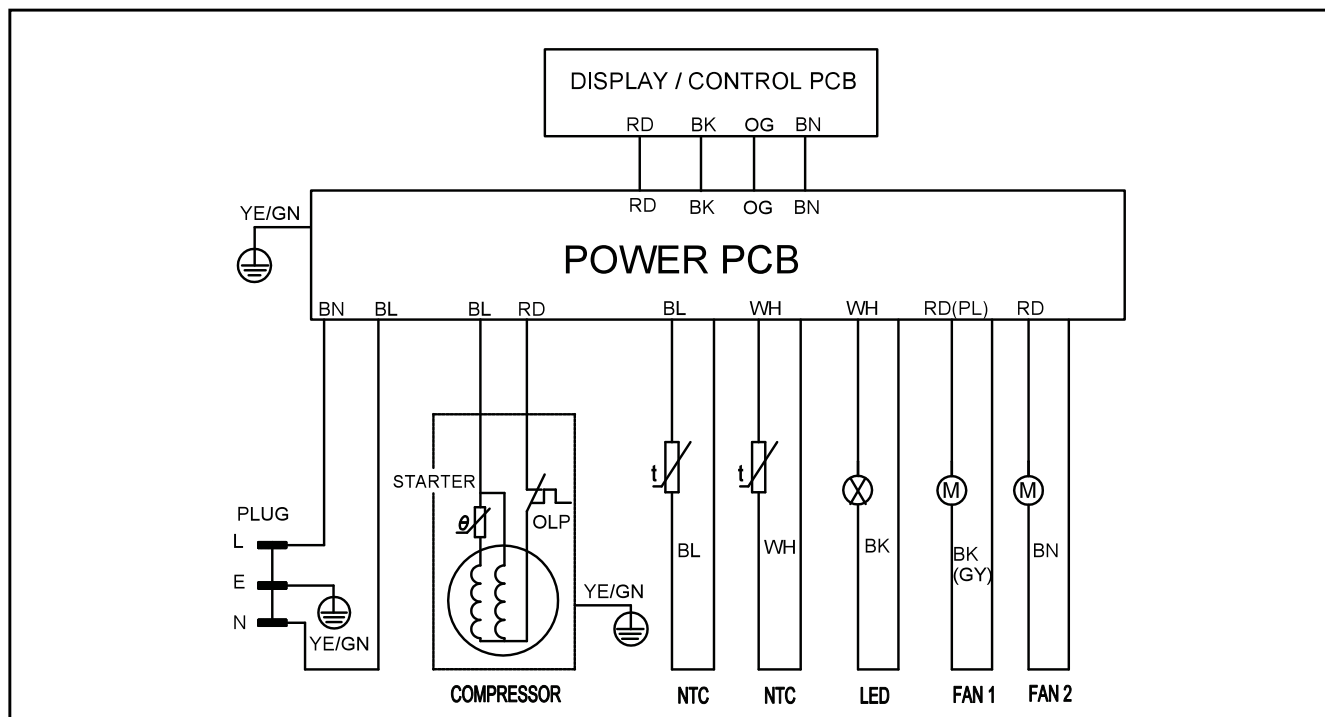 DISPLAY / CONTROL PCB
RD BK OG BN
RD BK OG BN
YE/GN
POWER PCB
BN BL BL RD BL WH WH RD(PL) RD
STARTER
t
t
M
M
θ
OLP
PLUG
L
E
N
YE/GN
YE/GN
BL
WH
BK
BK
(GY)
BN
COMPRESSOR NTC NTC LED FAN 1 FAN 2